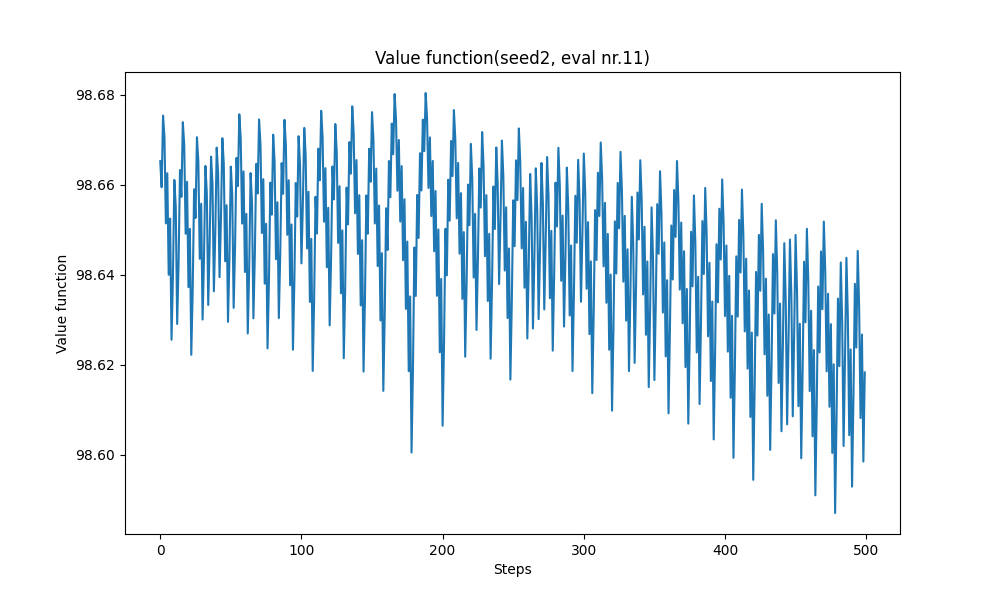 Value function(seed2, eval nr.11)
98.68
98.66
98.64
98.62
98.60
Value function
0 100 200 300 400 500
Steps